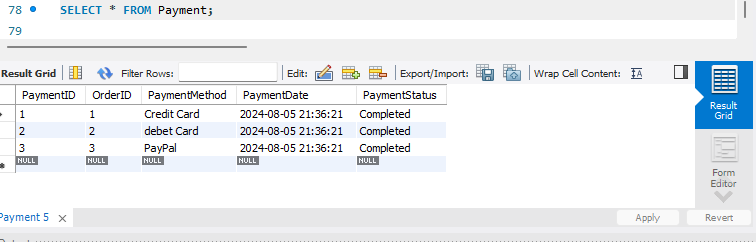 78 SELECT * FROM Payment;
79
Result Grid Filter Rows: Edit: Export/Import: Wrap Cell Content:
PaymentID OrderID PaymentMethod PaymentDate PaymentStatus
1 1 Credit Card 2024-08-05 21:36:21 Completed
2 2 debet Card 2024-08-05 21:36:21 Completed
3 3 PayPal 2024-08-05 21:36:21 Completed
NULL NULL NULL NULL NULL
Result
Grid
Form
Editor
Payment 5 Apply Revert